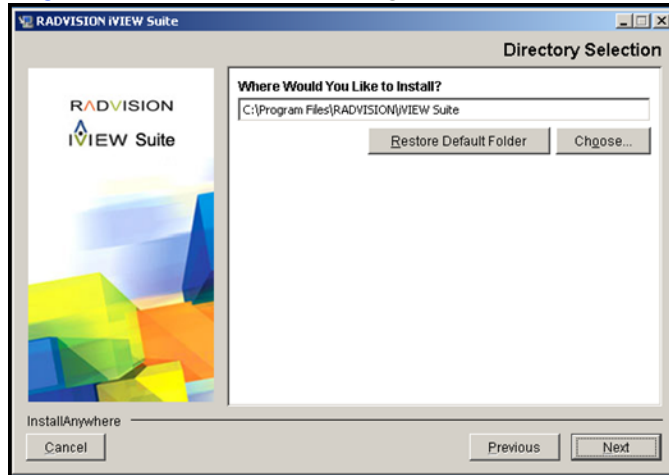 RADVISION iVIEW Suite
Directory Selection
RADVISION
iVIEW Suite
Where Would You Like to Install?
C:\Program Files\RADVISION\iVIEW Suite
Restore Default Folder
Choose...
InstallAnywhere
Cancel
Previous
Next